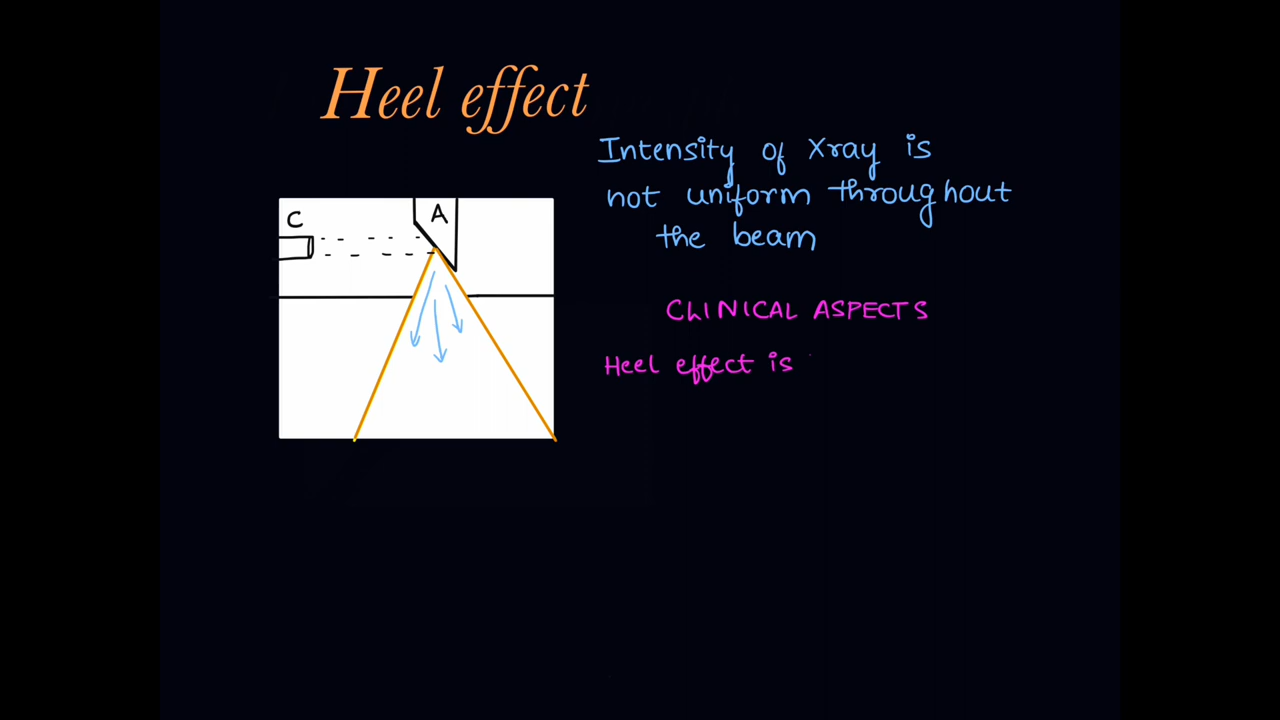 Heel effect
Intensity of Xray is
not uniform throughout
the beam
C
A
CLINICAL ASPECTS
Heel effect is